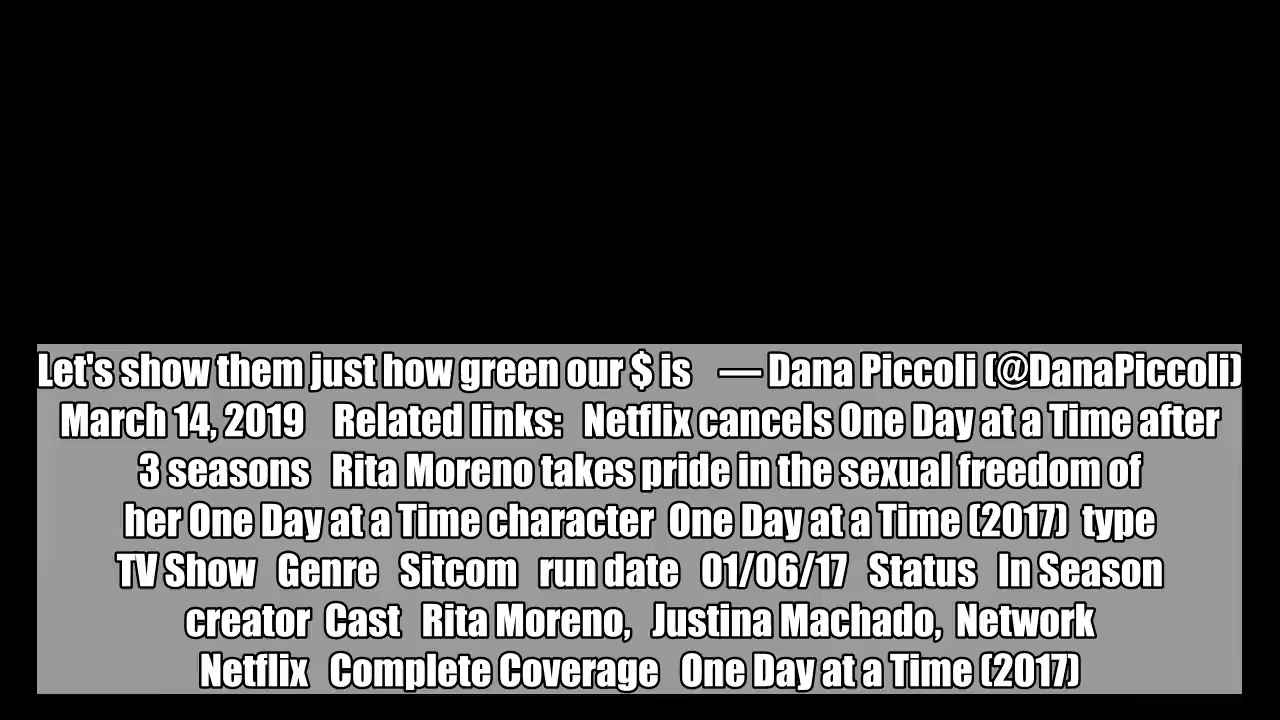 Let's show them just how green our $ is — Dana Piccoli (@DanaPiccoli)
March 14, 2019 Related links: Netflix cancels One Day at a Time after
3 seasons Rita Moreno takes pride in the sexual freedom of
her One Day at a Time character One Day at a Time (2017) type
TV Show Genre Sitcom run date 01/06/17 Status In Season
creator Cast Rita Moreno, Justina Machado, Network
Netflix Complete Coverage One Day at a Time (2017)